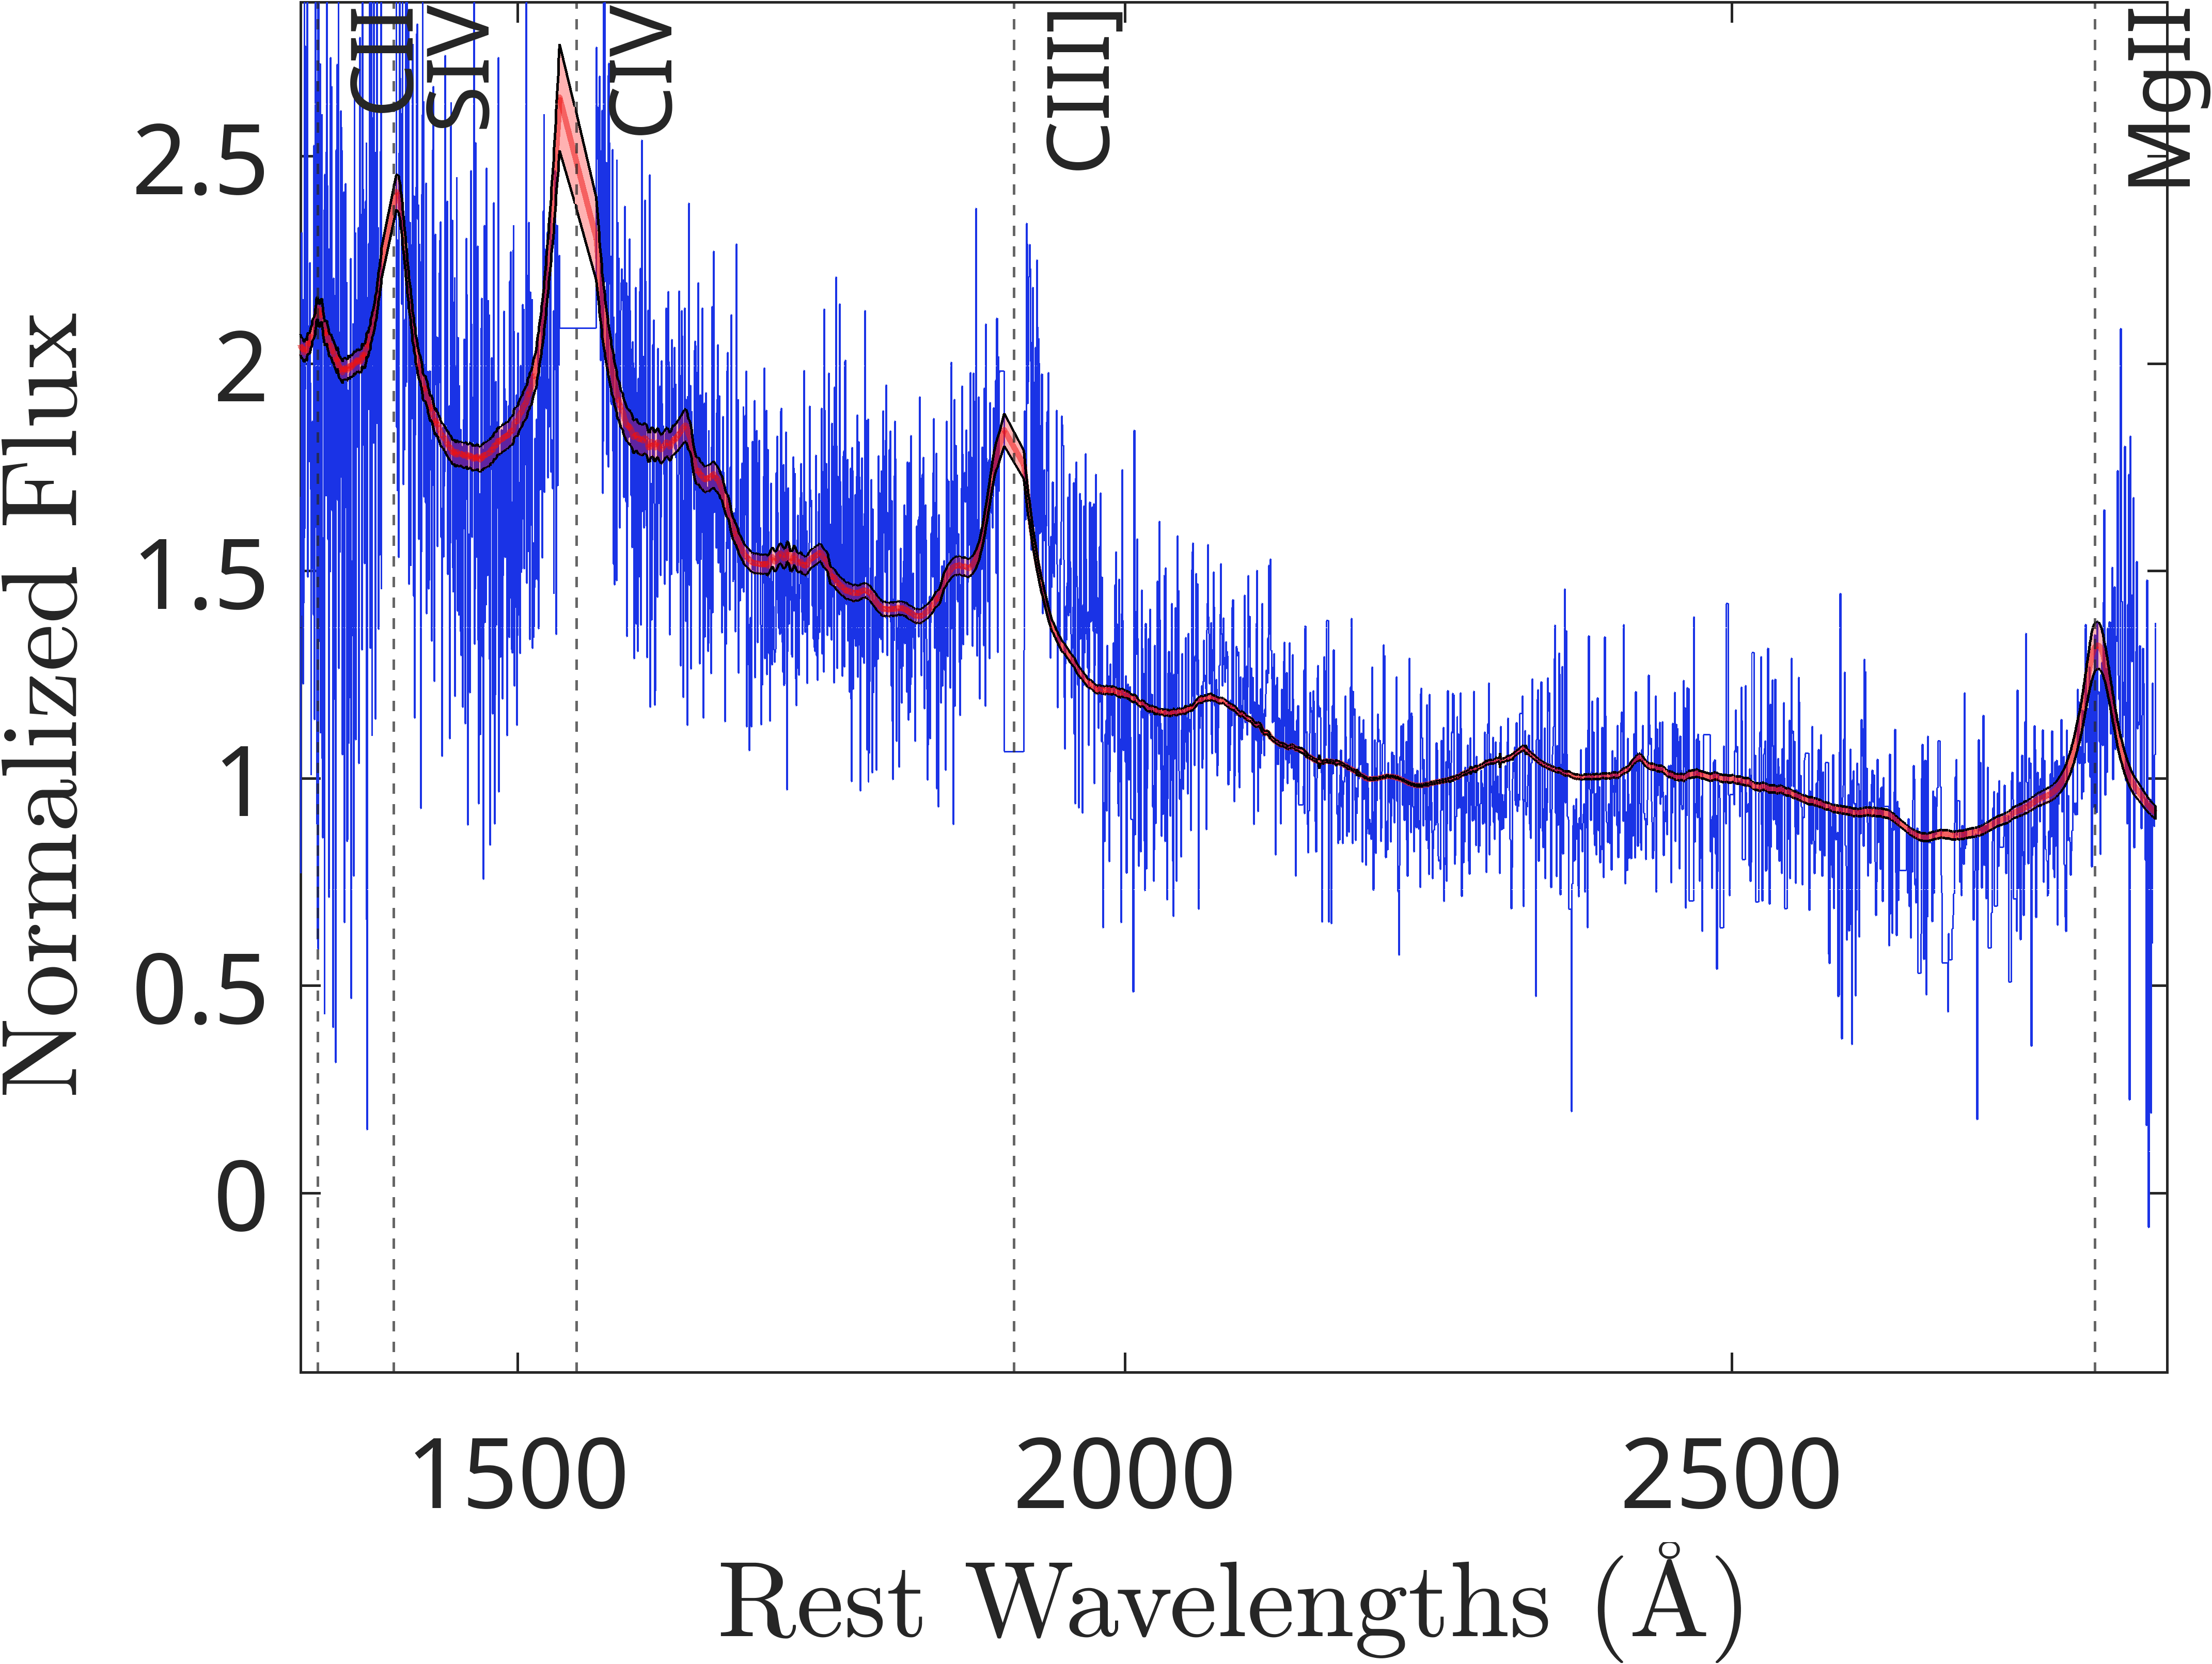 CII
SIV
CIV
CIII]
MgII
2.5
2
1.5
1
0.5
0
Normalized Flux
1500
2000
2500
Rest Wavelengths (Å)